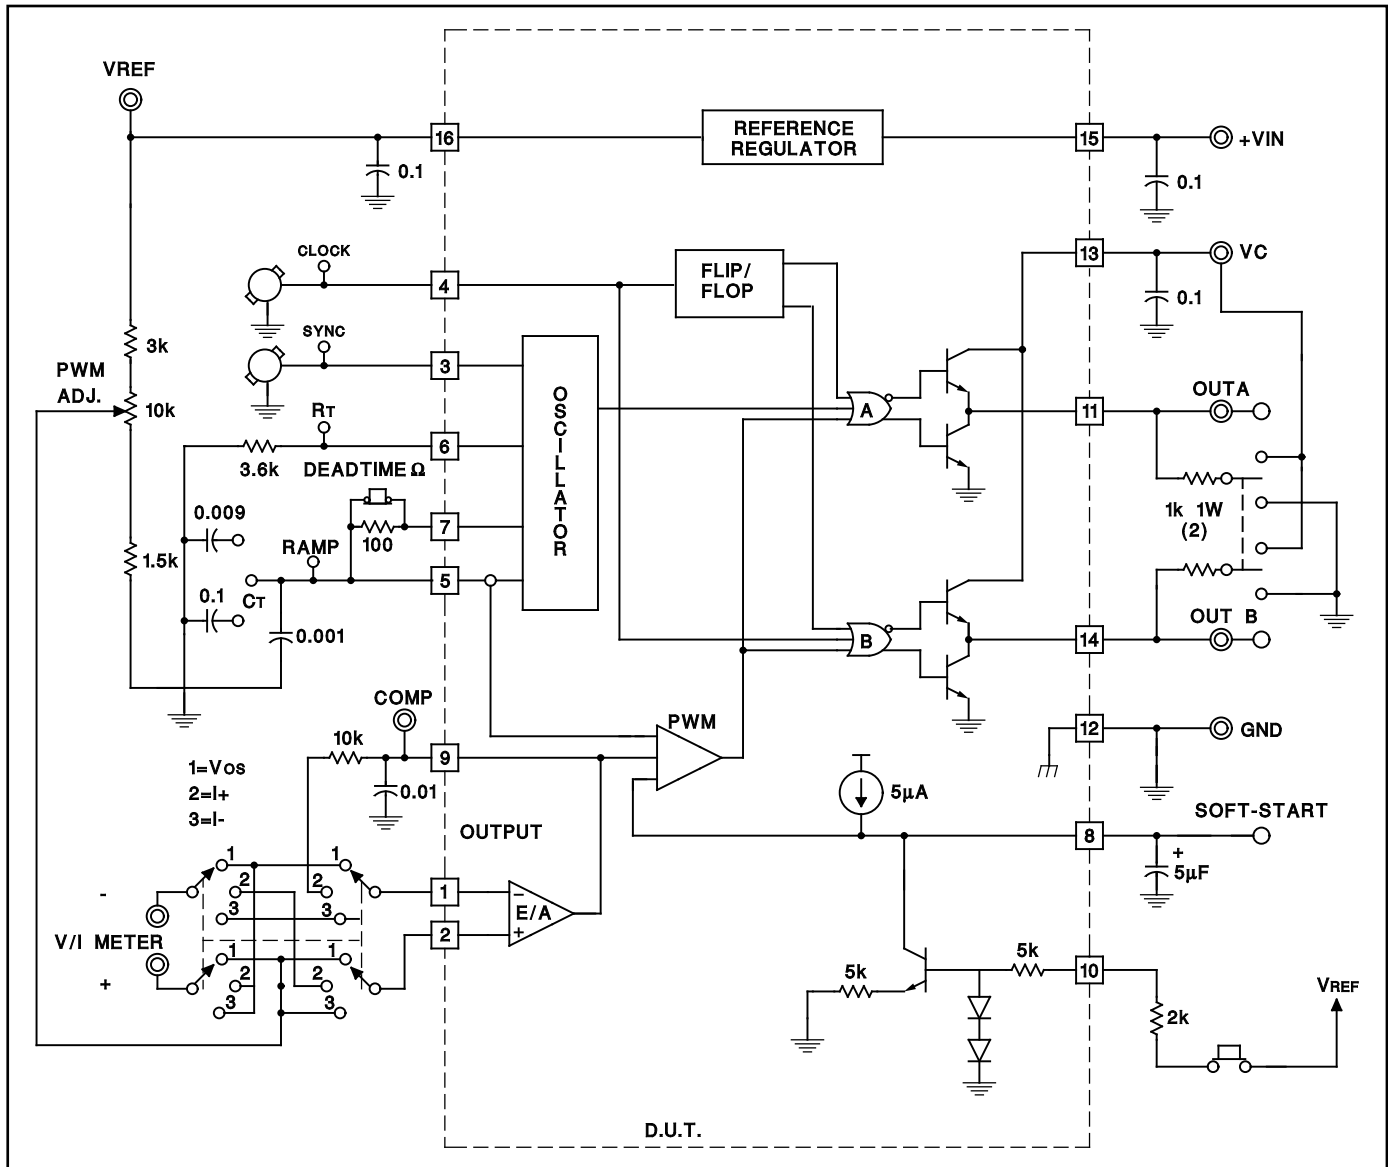 VREF
16
REFERENCE
REGULATOR
15
+VIN
0.1
0.1
CLOCK
4
FLIP/
FLOP
13
VC
0.1
SYNC
3
3k
PWM
ADJ.
10k
OSCILLATOR
A
11
OUTA
RT
6
3.6k
DEADTIME Ω
7
100
0.009
1k 1W
(2)
1.5k
RAMP
5
CT
0.1
0.001
B
14
OUT B
COMP
10k
9
0.01
PWM
12
GND
1=VOS
2=I+
3=I-
5µA
OUTPUT
8
SOFT-START
+
5µF
1
1
2
2
3
3
-
V/I METER
+
1
2
E/A
-
+
1
1
2
2
3
3
5k
5k
10
2k
VREF
D.U.T.